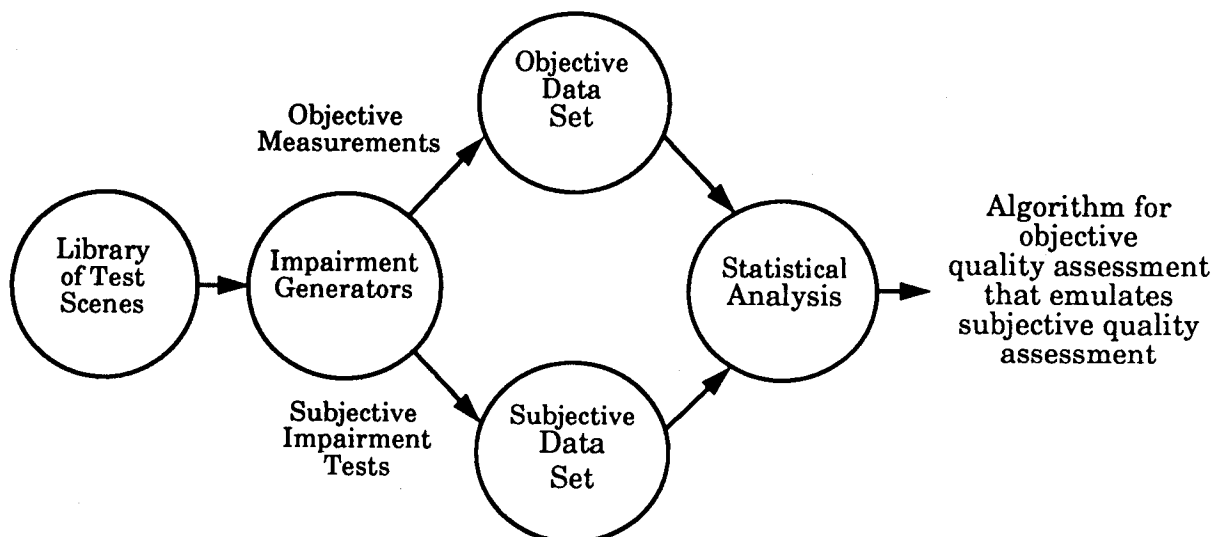 Objective
Data
Set
Objective
Measurements
Library
of Test
Scenes
Impairment
Generators
Statistical
Analysis
Algorithm for
objective
quality assessment
that emulates
subjective quality
assessment
Subjective
Impairment
Tests
Subjective
Data
Set